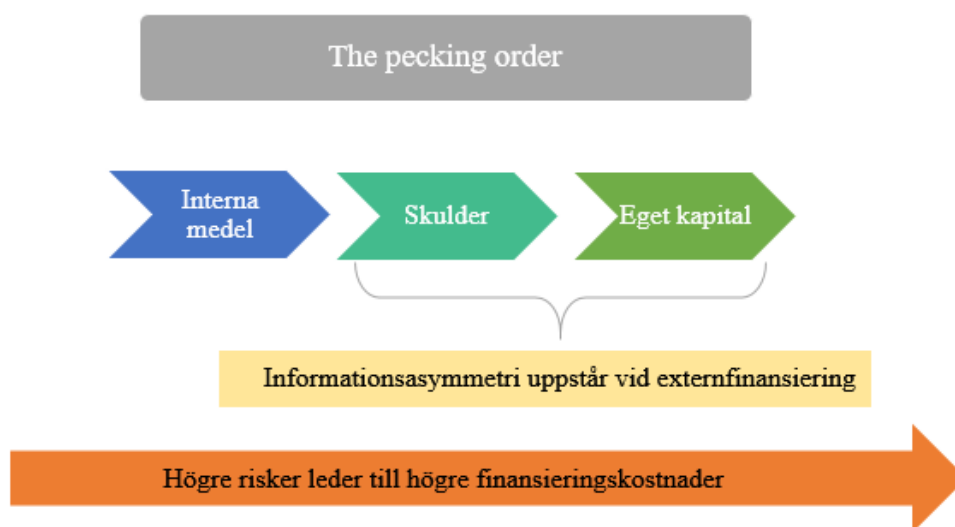 The pecking order
Interna
medel
Skulder
Eget kapital
Informationsasymmetri uppstår vid externfinansiering
Högre risker leder till högre finansieringskostnader